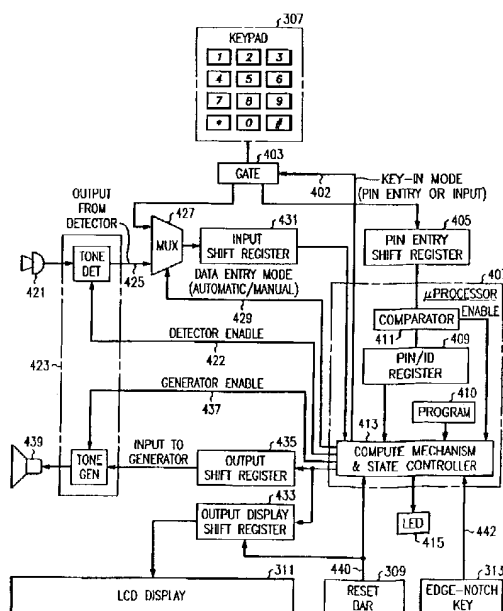 307
KEYPAD
1 2 3
4 5 6
7 8 9
* 0 #
403
GATE
402
KEY-IN MODE
(PIN ENTRY OR INPUT)
OUTPUT
FROM
DETECTOR
427
MUX
431
INPUT
SHIFT REGISTER
405
PIN ENTRY
SHIFT REGISTER
421
TONE
DET
425
DATA ENTRY MODE
(AUTOMATIC/MANUAL)
429
407
μPROCESSOR
COMPARATOR
ENABLE
411
409
PIN/ID
REGISTER
410
PROGRAM
DETECTOR ENABLE
422
423
GENERATOR ENABLE
437
413
COMPUTE MECHANISM
& STATE CONTROLLER
439
TONE
GEN
INPUT TO
GENERATOR
435
OUTPUT
SHIFT REGISTER
433
OUTPUT DISPLAY
SHIFT REGISTER
LED
415
442
440
311
LCD DISPLAY
309
RESET
BAR
313
EDGE-NOTCH
KEY